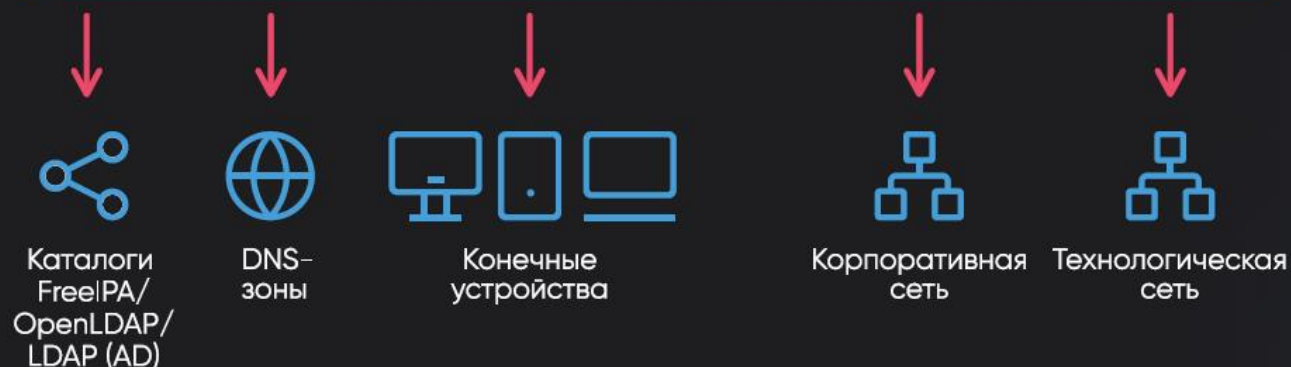 Каталоги
FreeIPA/
OpenLDAP/
LDAP (AD)
DNS-
зоны
Конечные
устройства
Корпоративная
сеть
Технологическая
сеть